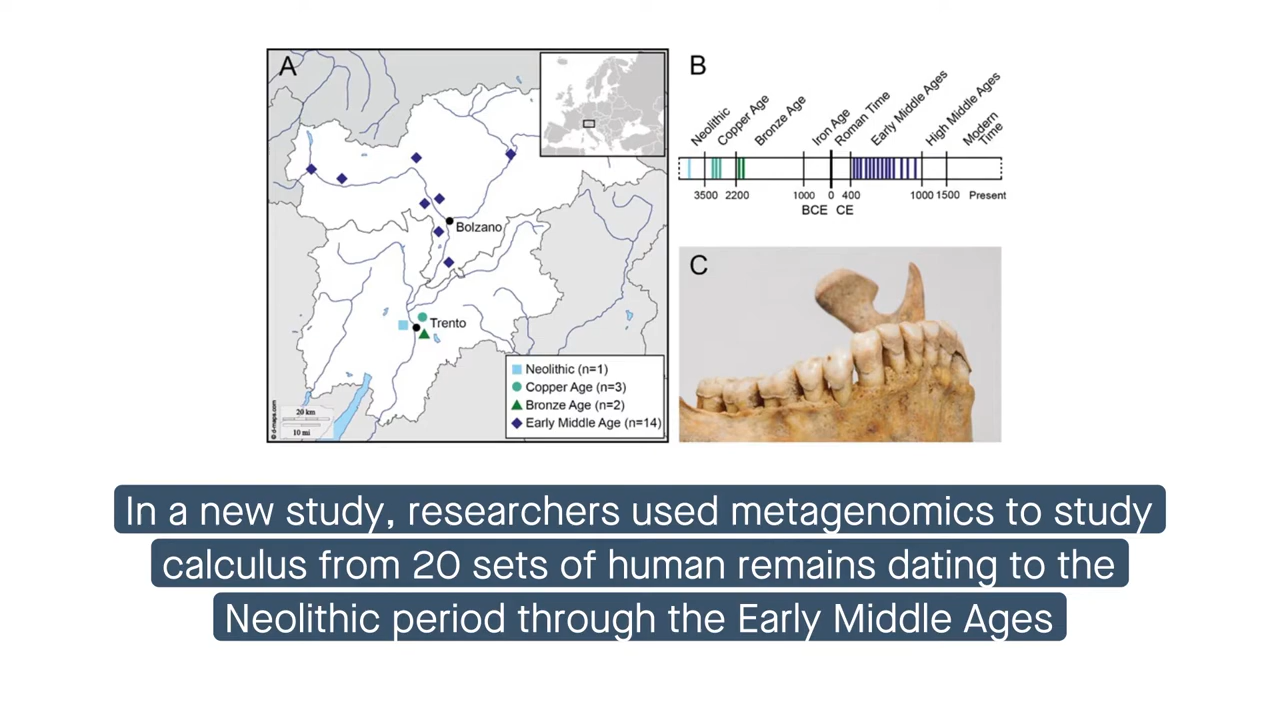 A
Bolzano
Trento
Neolithic (n=1)
Copper Age (n=3)
Bronze Age (n=2)
Early Middle Age (n=14)
20 km
10 mi
© d-maps.com
B
Neolithic
Copper Age
Bronze Age
Iron Age
Roman Time
Early Middle Ages
High Middle Ages
Modern
Time
3500 2200 1000 0 400 1000 1500 Present
BCE CE
C
In a new study, researchers used metagenomics to study
calculus from 20 sets of human remains dating to the
Neolithic period through the Early Middle Ages